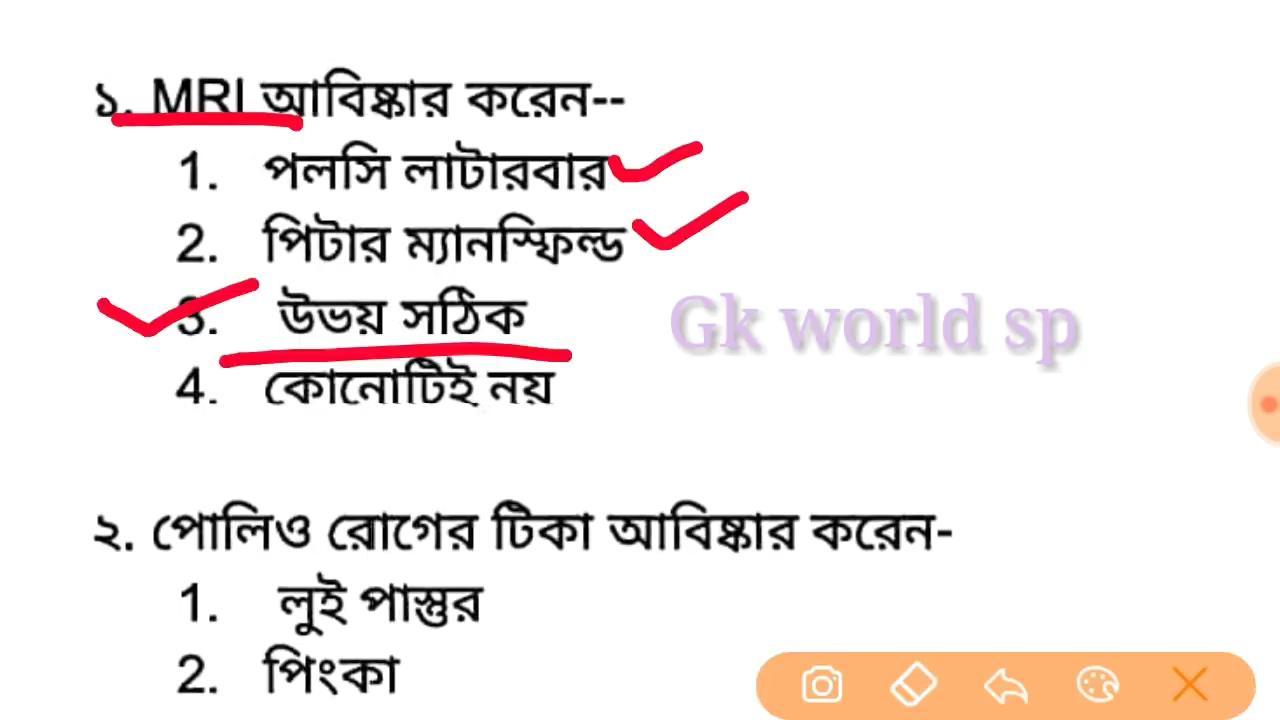 ১. MRI আবিষ্কার করেন--
1. পলসি লাটারবার
2. পিটার ম্যানস্ফিল্ড
3. উভয় সঠিক
4. কোনোটিই নয়
Gk world sp
২. পোলিও রোগের টিকা আবিষ্কার করেন-
1. লুই পাস্তুর
2. পিংকা